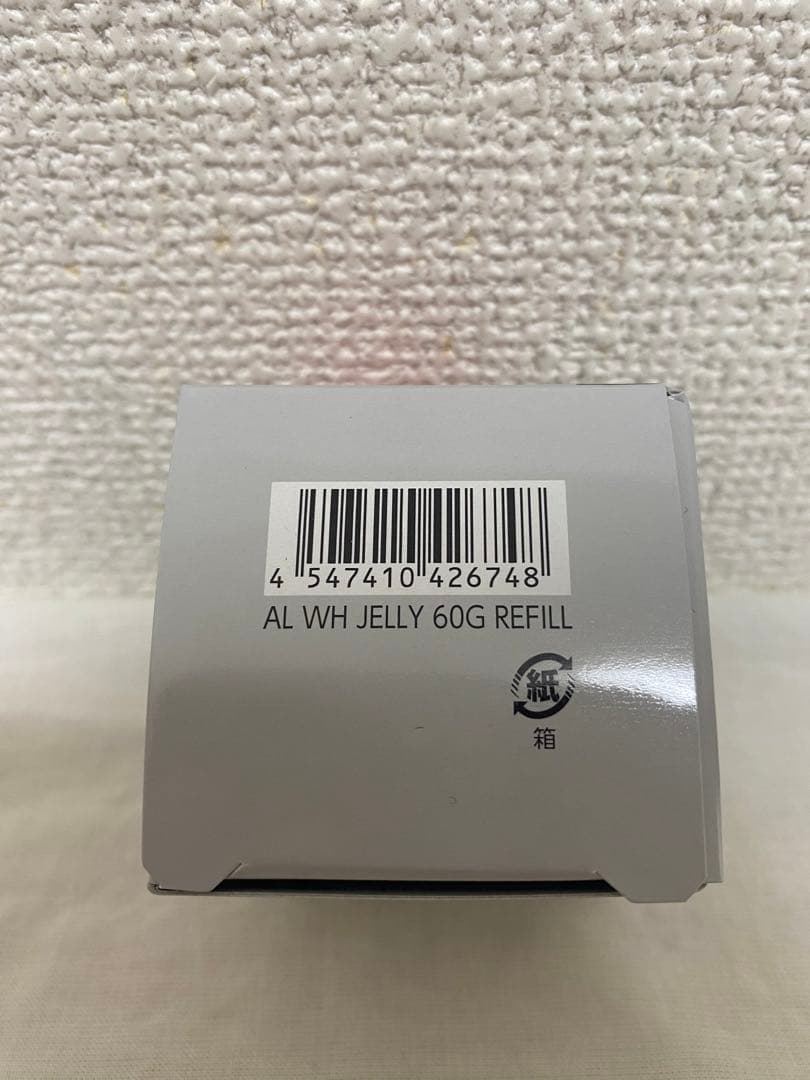 4 547410 426748
AL WH JELLY 60G REFILL
紙
箱